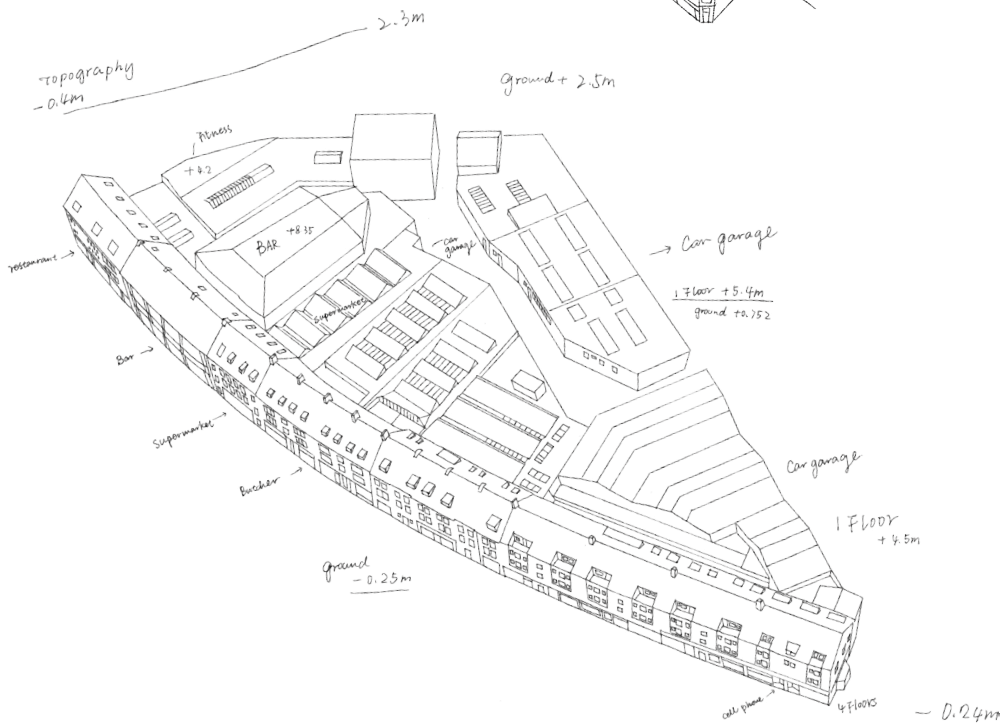 2.3m
Topography
- 0.4m
ground + 2.5m
Fitness
+4.2
BAR +8.35
car
garage
Car garage
restaurant
supermarket
1 Floor +5.4m
ground +0.752
Bar
supermarket
Butcher
Car garage
1 Floor
+4.5m
ground
- 0.25m
cell phone
4 Floors
- 0.24m